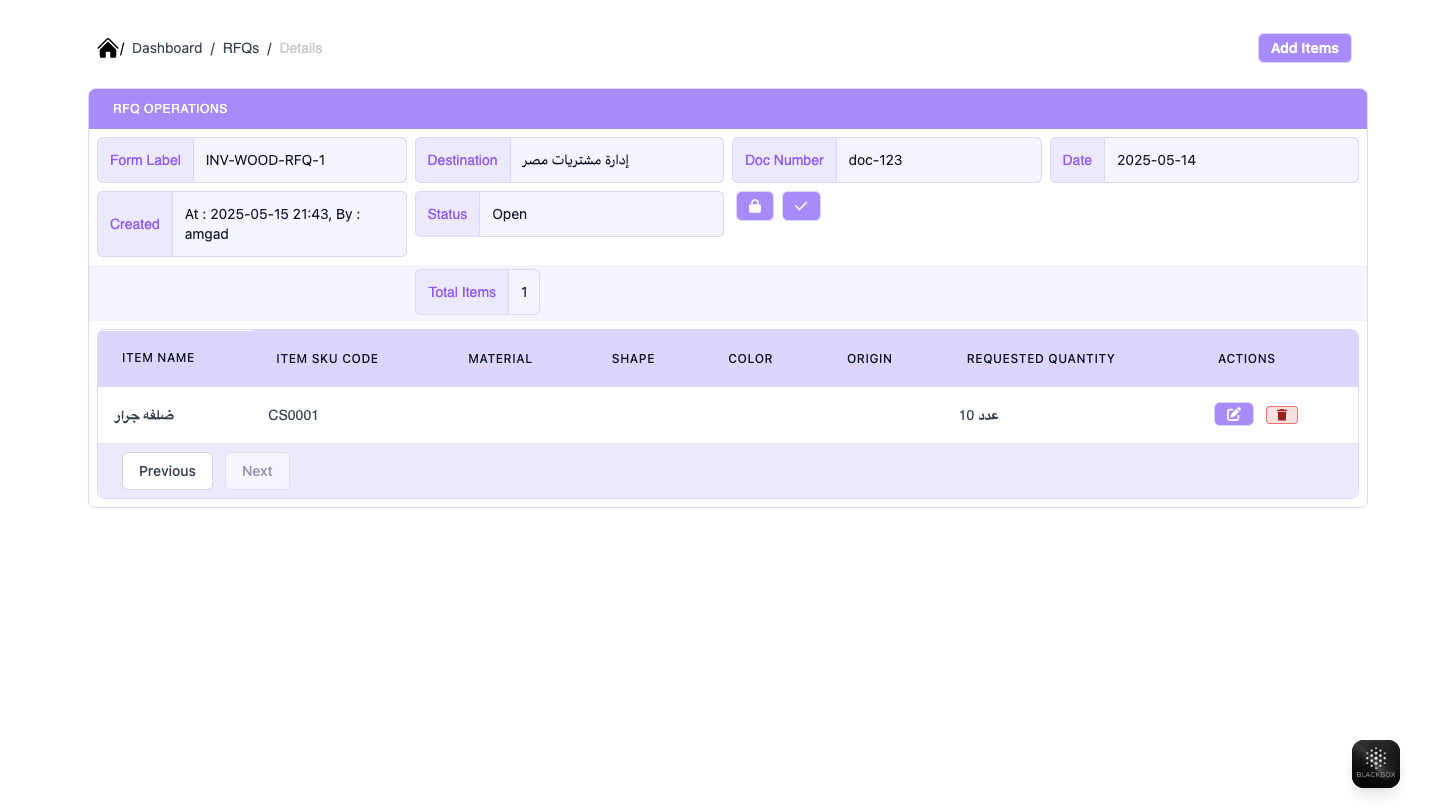 / Dashboard / RFQs / Details
Add Items
RFQ OPERATIONS
Form Label INV-WOOD-RFQ-1
Destination إدارة مشتريات مصر
Doc Number doc-123
Date 2025-05-14
Created At : 2025-05-15 21:43, By :
amgad
Status Open
Total Items 1
ITEM NAME ITEM SKU CODE MATERIAL SHAPE COLOR ORIGIN REQUESTED QUANTITY ACTIONS
ضلفه جرار CS0001 10 عدد
Previous Next
BLACKBOX